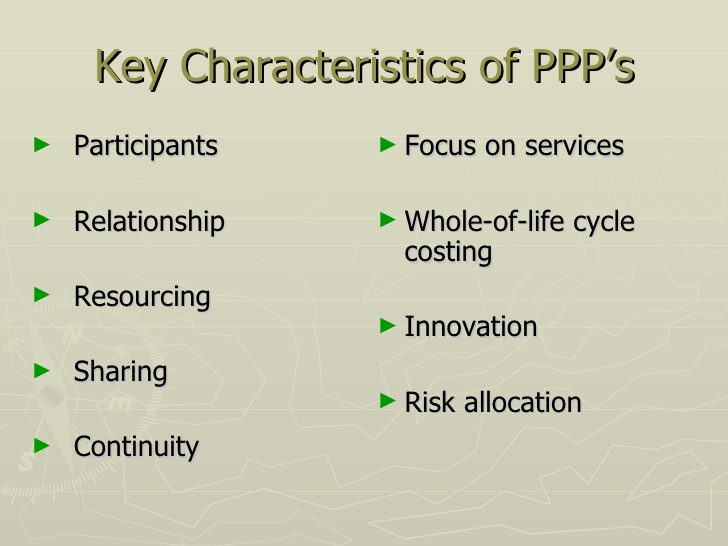 Key Characteristics of PPP’s
Participants
Relationship
Resourcing
Sharing
Continuity
Focus on services
Whole-of-life cycle
costing
Innovation
Risk allocation
N
NW
E
S